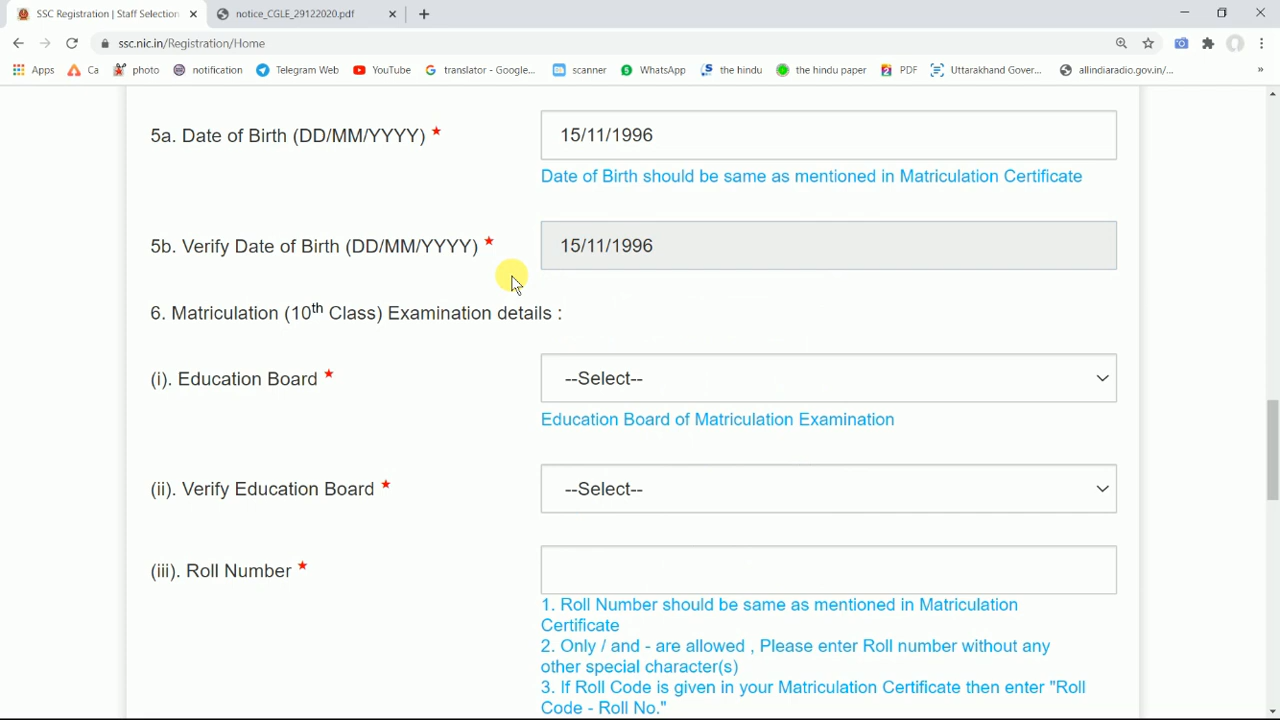 SSC Registration | Staff Selection
notice_CGLE_29122020.pdf
ssc.nic.in/Registration/Home
Apps
Ca
photo
notification
Telegram Web
YouTube
translator - Google...
scanner
WhatsApp
the hindu
the hindu paper
PDF
Uttarakhand Gover...
allindiaradio.gov.in/...
»
5a. Date of Birth (DD/MM/YYYY) *
15/11/1996
Date of Birth should be same as mentioned in Matriculation Certificate
5b. Verify Date of Birth (DD/MM/YYYY) *
15/11/1996
6. Matriculation (10th Class) Examination details :
(i). Education Board *
--Select--
Education Board of Matriculation Examination
(ii). Verify Education Board *
--Select--
(iii). Roll Number *
1. Roll Number should be same as mentioned in Matriculation
Certificate
2. Only / and - are allowed , Please enter Roll number without any
other special character(s)
3. If Roll Code is given in your Matriculation Certificate then enter "Roll
Code - Roll No."